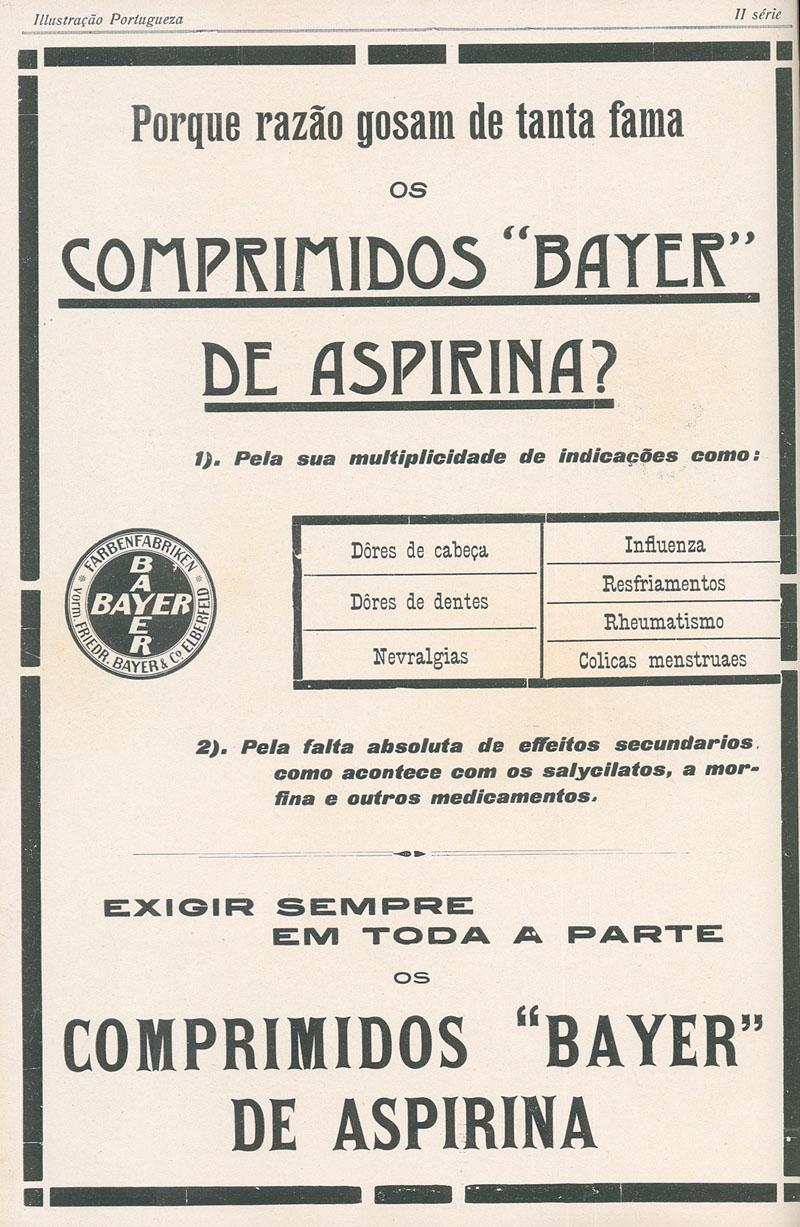 Illustração Portugueza
II série
Porque razão gosam de tanta fama
OS
COMPRIMIDOS “BAYER”
DE ASPIRINA?
1). Pela sua multiplicidade de indicações como:
Dôres de cabeça
Dôres de dentes
Nevralgias
Influenza
Resfriamentos
Rheumatismo
Colicas menstruaes
FARBENFABRIKEN
BAYER
BAYER
vorm. FRIEDR. BAYER & Co ELBERFELD
2). Pela falta absoluta de effeitos secundarios.
como acontece com os salycilatos, a mor-
fina e outros medicamentos.
EXIGIR SEMPRE
EM TODA A PARTE
OS
COMPRIMIDOS “BAYER”
DE ASPIRINA